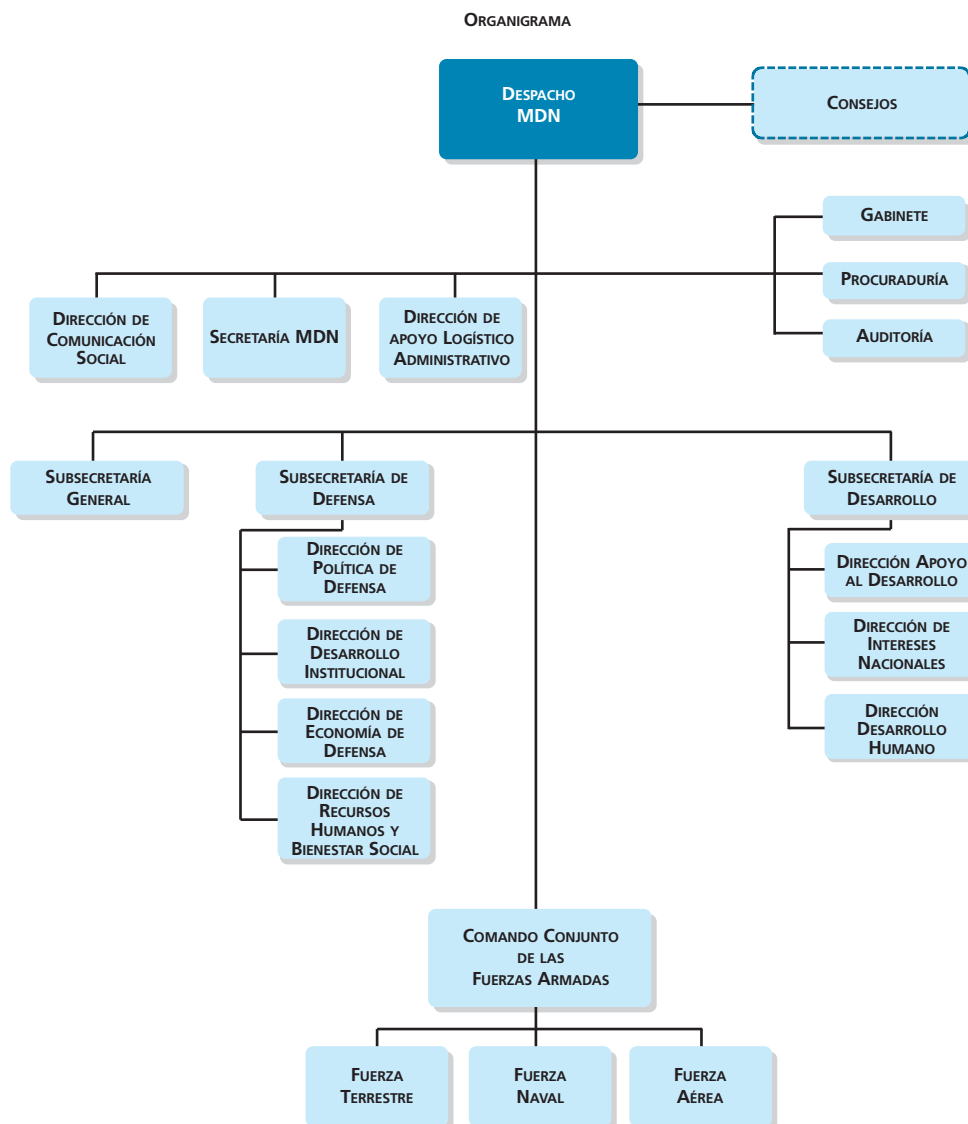 Organigrama
Despacho
MDN
Consejos
Gabinete
Procuraduría
Auditoría
Dirección de
Comunicación
Social
Secretaría MDN
Dirección de
apoyo Logístico
Administrativo
Subsecretaría
General
Subsecretaría de
Defensa
Subsecretaría de
Desarrollo
Dirección de
Política de
Defensa
Dirección de
Desarrollo
Institucional
Dirección de
Economía de
Defensa
Dirección de
Recursos
Humanos y
Bienestar Social
Dirección Apoyo
al Desarrollo
Dirección de
Intereses
Nacionales
Dirección
Desarrollo
Humano
Comando Conjunto
de las
Fuerzas Armadas
Fuerza
Terrestre
Fuerza
Naval
Fuerza
Aérea